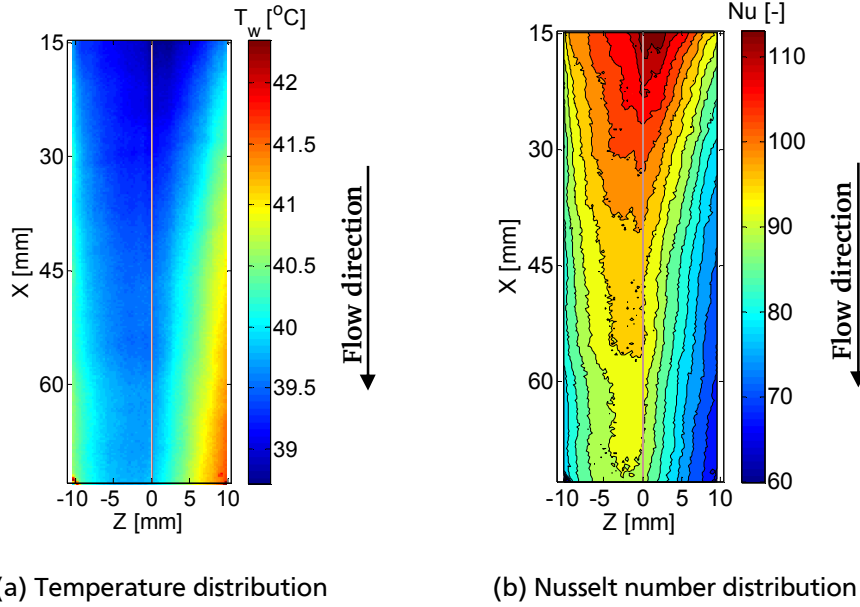 T_w [°C]
15
30
45
60
X [mm]
-10 -5 0 5 10
Z [mm]
42
41.5
41
40.5
40
39.5
39
Flow direction
(a) Temperature distribution
Nu [-]
15
30
45
60
X [mm]
-10 -5 0 5 10
Z [mm]
110
100
90
80
70
60
Flow direction
(b) Nusselt number distribution